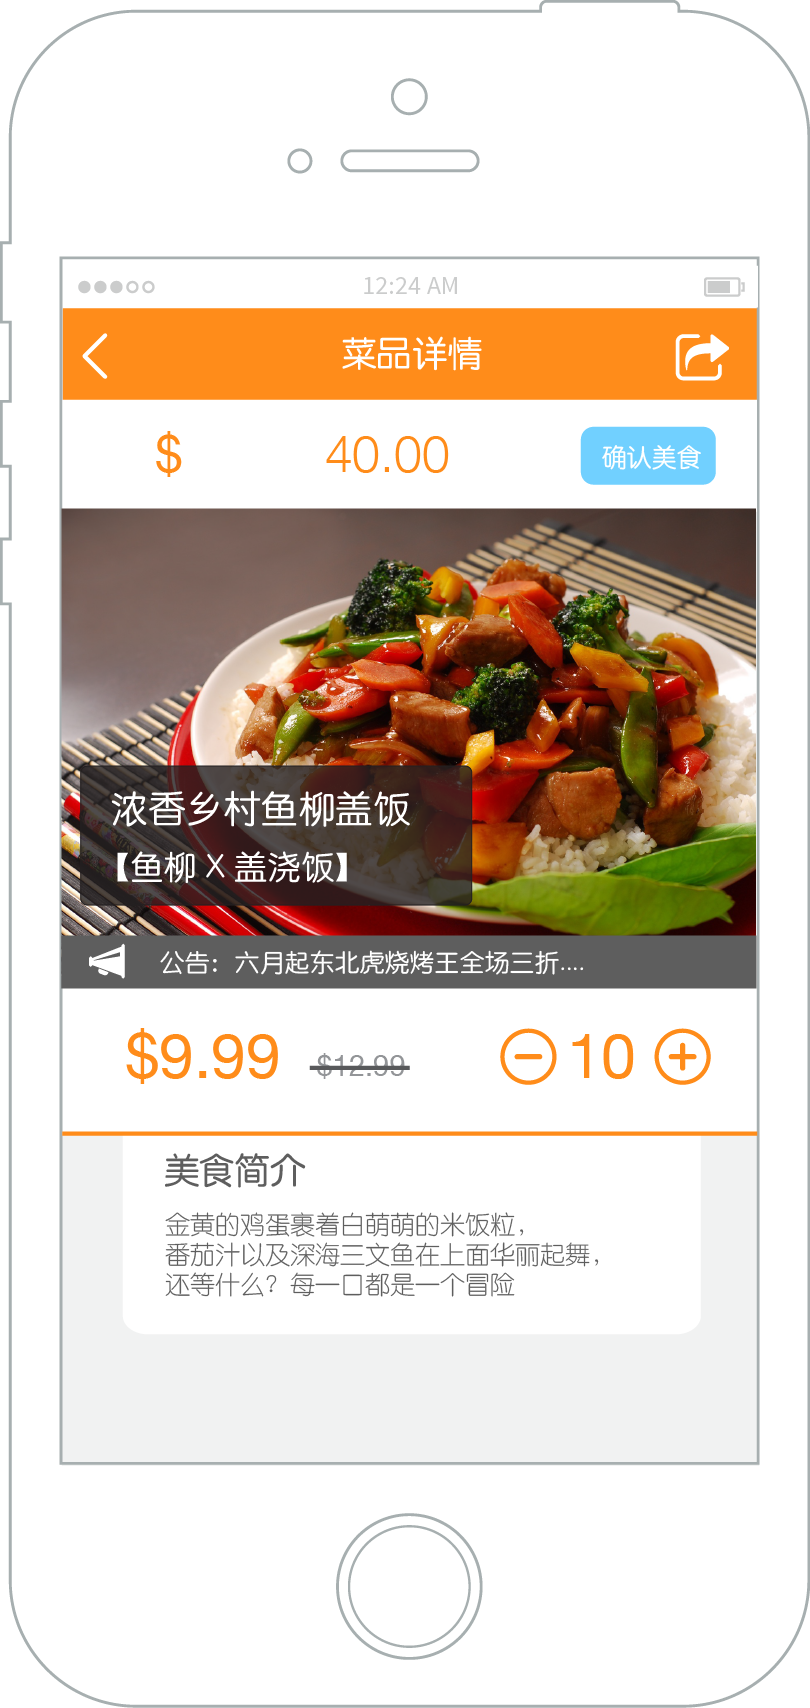 12:24 AM
菜品详情
$ 40.00 确认美食
浓香乡村鱼柳盖饭
【鱼柳 X 盖浇饭】
公告：六月起东北虎烧烤王全场三折....
$9.99 $12.99 10
美食简介
金黄的鸡蛋裹着白萌萌的米饭粒，
番茄汁以及深海三文鱼在上面华丽起舞，
还等什么？每一口都是一个冒险